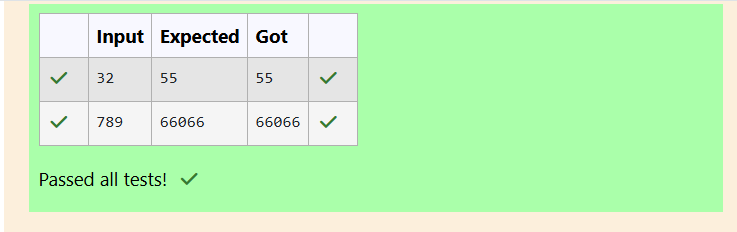 Input Expected Got
32 55 55
789 66066 66066
Passed all tests!